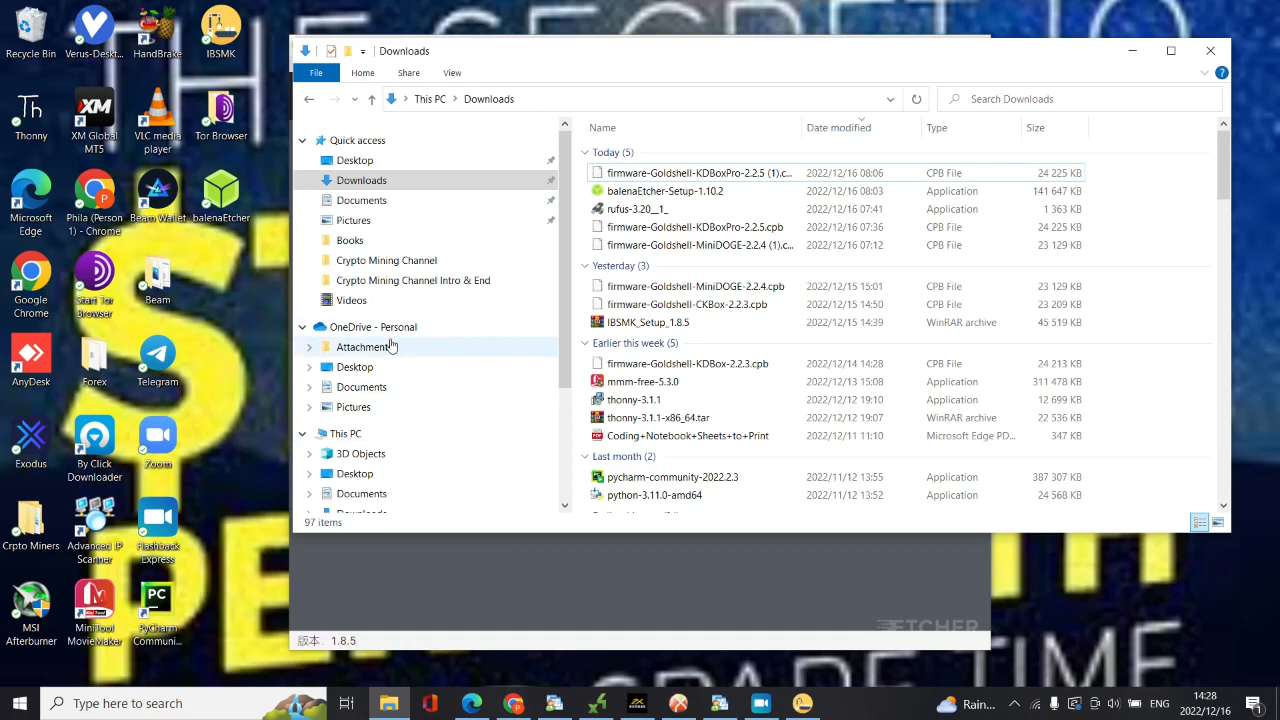 THE SECRET TO
Recycle Bin
Verus-Deskt...
HandBrake
IBSMK
Thonny
XM
XM Global
MT5
VLC media
player
Tor Browser
Microsoft
Edge
Phila (Person
1) - Chrome
Beam Wallet
balenaEtcher
Google
Chrome
Start Tor
Browser
Beam
AnyDesk
Forex
Telegram
Exodus
By Click
Downloader
Zoom
Crpto Miners
Advanced IP
Scanner
Flashback
Express
MSI
Afterburner
MiniTool
MovieMaker
PC
PyCharm
Communi...
Downloads
File
Home
Share
View
This PC > Downloads
Search Downloads
Quick access
Desktop
Downloads
Documents
Pictures
Books
Crypto Mining Channel
Crypto Mining Channel Intro & End
Videos
OneDrive - Personal
Attachments
Desktop
Documents
Pictures
This PC
3D Objects
Desktop
Documents
Downloads
Name Date modified Type Size
Today (5)
firmware-Goldshell-KDBoxPro-2.2.5 (1).c... 2022/12/16 08:06 CPB File 24 225 KB
balenaEtcher-Setup-1.10.2 2022/12/16 08:03 Application 141 647 KB
rufus-3.20__1_ 2022/12/16 07:41 Application 1 363 KB
firmware-Goldshell-KDBoxPro-2.2.5.cpb 2022/12/16 07:36 CPB File 24 225 KB
firmware-Goldshell-MiniDOGE-2.2.4 (1).c... 2022/12/16 07:12 CPB File 23 129 KB
Yesterday (3)
firmware-Goldshell-MiniDOGE-2.2.4.cpb 2022/12/15 15:01 CPB File 23 129 KB
firmware-Goldshell-CKBox-2.2.3.cpb 2022/12/15 14:50 CPB File 23 209 KB
IBSMK_Setup_1.8.5 2022/12/15 14:39 WinRAR archive 45 519 KB
Earlier this week (5)
firmware-Goldshell-KDBox-2.2.3.cpb 2022/12/14 14:28 CPB File 24 213 KB
mmm-free-5.3.0 2022/12/13 15:08 Application 311 478 KB
thonny-3.1.1 2022/12/12 19:10 Application 12 699 KB
thonny-3.1.1-x86_64.tar 2022/12/12 19:07 WinRAR archive 22 536 KB
Coding+Notebook+Sheets+to+Print 2022/12/11 11:10 Microsoft Edge PD... 347 KB
Last month (2)
pycharm-community-2022.2.3 2022/11/12 13:55 Application 387 307 KB
python-3.11.0-amd64 2022/11/12 13:52 Application 24 568 KB
97 items
ETCHER
版本: 1.8.5
SPARE TIME
Type here to search
Rain...
ENG
14:28
2022/12/16
1